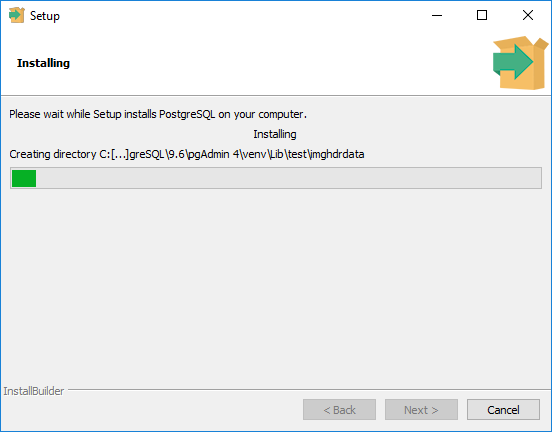 Setup
Installing
Please wait while Setup installs PostgreSQL on your computer.
Installing
Creating directory C:[...]greSQL\9.6\pgAdmin 4\venv\Lib\test\imghdrdata
InstallBuilder
< Back
Next >
Cancel